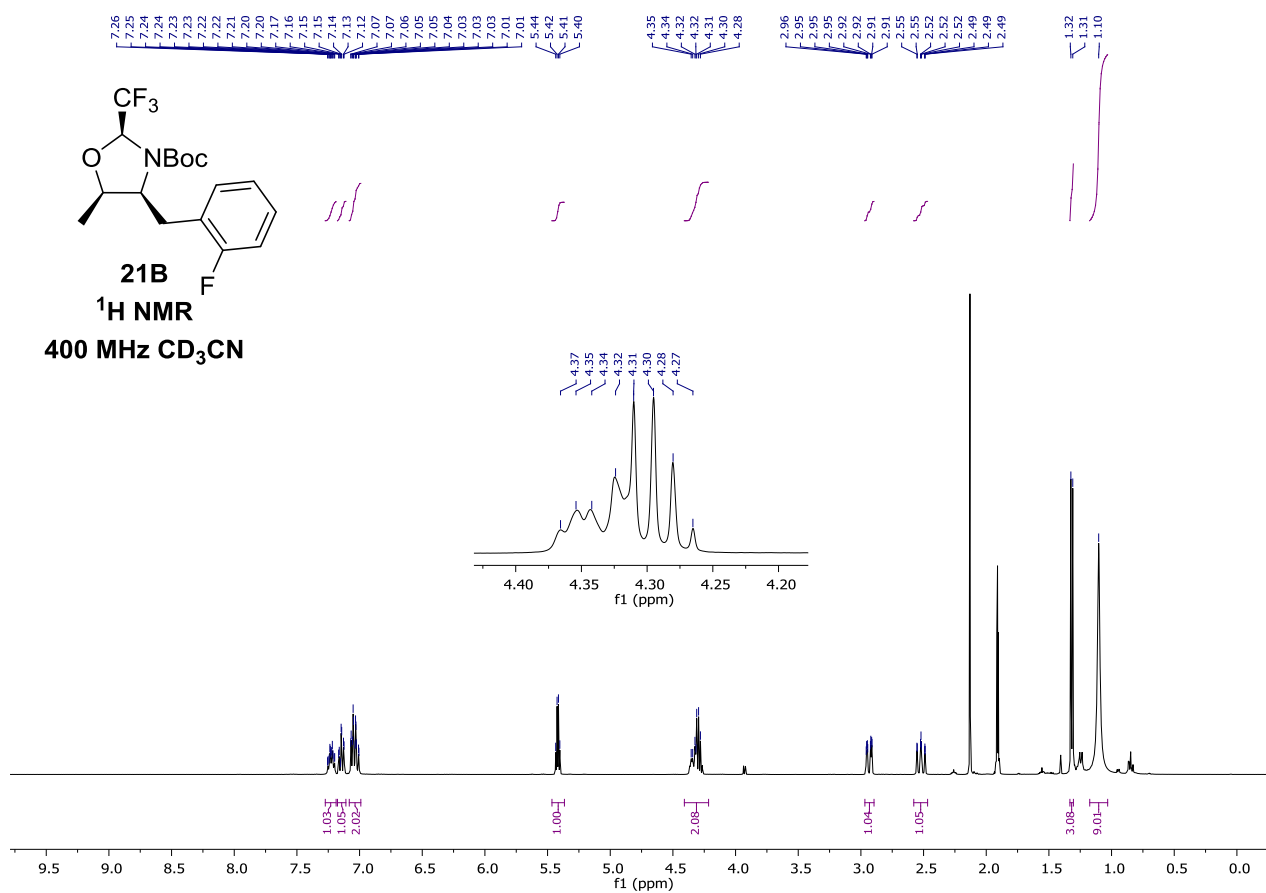 7.26 7.25 7.24 7.24 7.23 7.23 7.22 7.22 7.21 7.20 7.20 7.17 7.16 7.15 7.15 7.14 7.13 7.12 7.07 7.07 7.06 7.05 7.05 7.04 7.03 7.03 7.03 7.01 7.01 5.44 5.42 5.41 5.40 4.35 4.34 4.32 4.32 4.31 4.30 4.28 2.96 2.95 2.95 2.95 2.92 2.92 2.91 2.91 2.55 2.55 2.52 2.52 2.52 2.49 2.49 2.49 1.32 1.31 1.10
CF3
O
NBoc
F
21B
1H NMR
400 MHz CD3CN
4.37 4.35 4.34 4.32 4.31 4.30 4.28 4.27
4.40 4.35 4.30 4.25 4.20
f1 (ppm)
1.03 1.05 2.02 1.00 2.08 1.04 1.05 3.08 9.01
9.5 9.0 8.5 8.0 7.5 7.0 6.5 6.0 5.5 5.0 4.5 4.0 3.5 3.0 2.5 2.0 1.5 1.0 0.5 0.0
f1 (ppm)